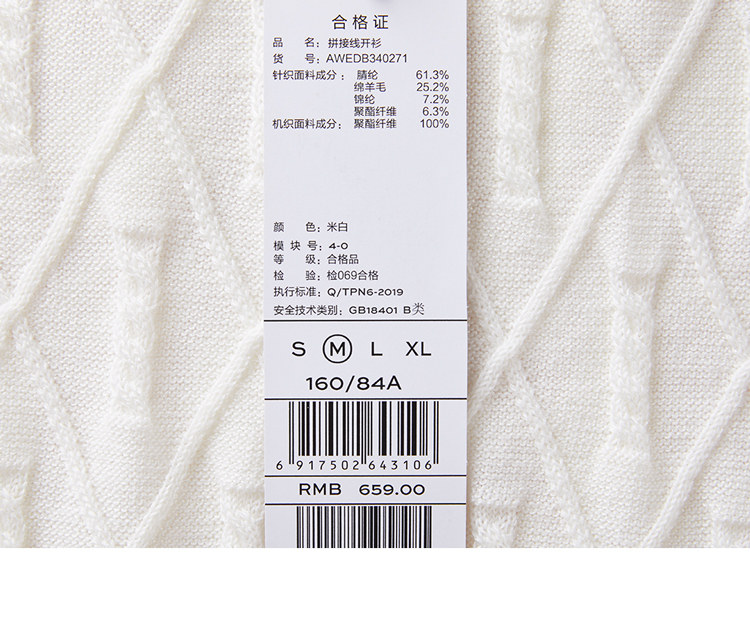 合格证
品 名：拼接线开衫
货 号：AWEDB340271
针织面料成分： 腈纶 61.3%
绵羊毛 25.2%
锦纶 7.2%
聚酯纤维 6.3%
机织面料成分： 聚酯纤维 100%
颜 色：米白
模 块 号：4-0
等 级：合格品
检 验：检069合格
执行标准：Q/TPN6-2019
安全技术类别：GB18401 B类
S M L XL
160/84A
6 917502 643106
RMB 659.00